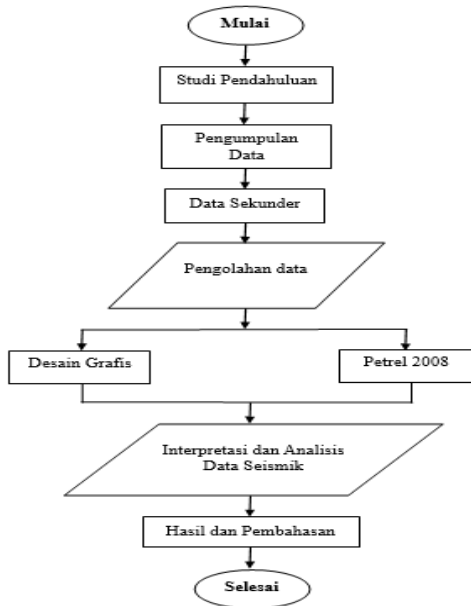 Mulai
Studi Pendahuluan
Pengumpulan
Data
Data Sekunder
Pengolahan data
Desain Grafis
Petrel 2008
Interpretasi dan Analisis
Data Seismik
Hasil dan Pembahasan
Selesai